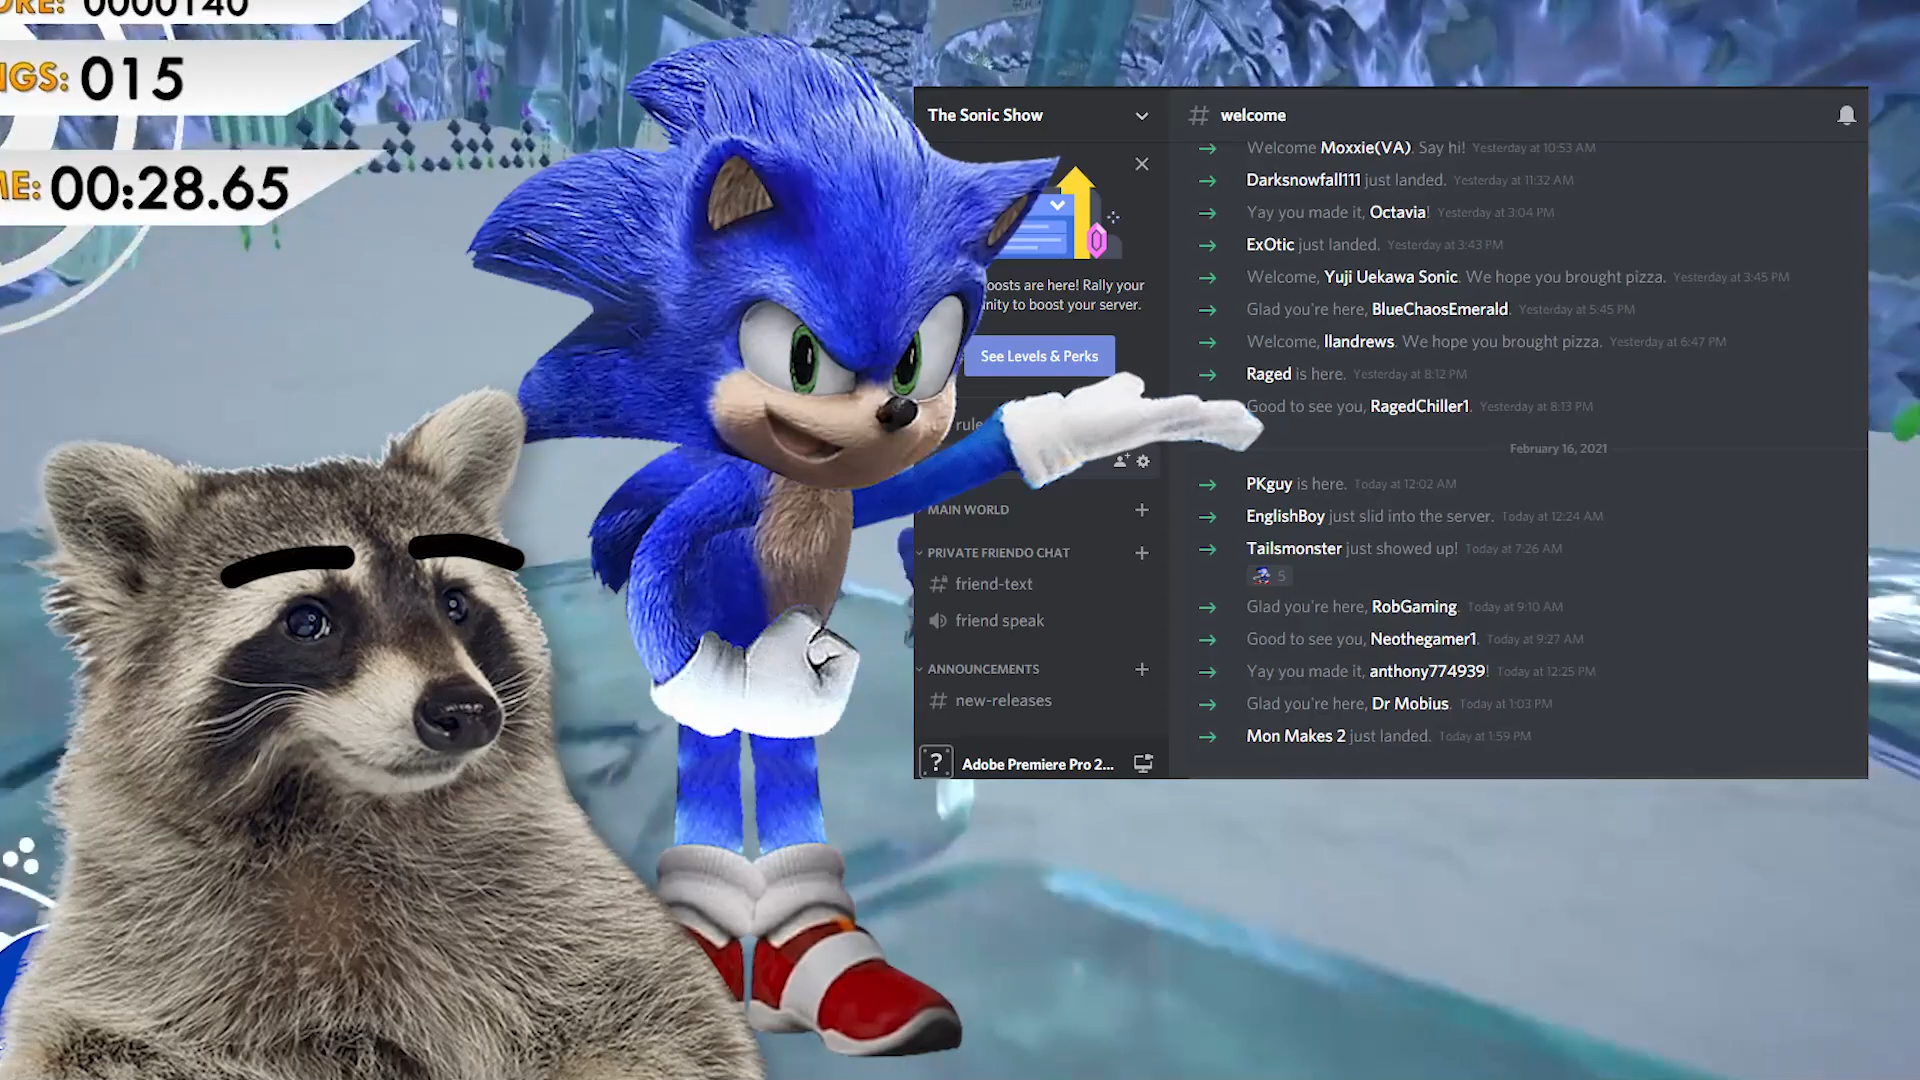 ORE: 0000140
NGS: 015
ME: 00:28.65
The Sonic Show
oosts are here! Rally your
nity to boost your server.
See Levels & Perks
rule
MAIN WORLD
PRIVATE FRIENDO CHAT
friend-text
friend speak
ANNOUNCEMENTS
new-releases
? Adobe Premiere Pro 2...
# welcome
Welcome Moxxie(VA). Say hi! Yesterday at 10:53 AM
Darksnowfall111 just landed. Yesterday at 11:32 AM
Yay you made it, Octavia! Yesterday at 3:04 PM
ExOtic just landed. Yesterday at 3:43 PM
Welcome, Yuji Uekawa Sonic. We hope you brought pizza. Yesterday at 3:45 PM
Glad you're here, BlueChaosEmerald. Yesterday at 5:45 PM
Welcome, llandrews. We hope you brought pizza. Yesterday at 6:47 PM
Raged is here. Yesterday at 8:12 PM
Good to see you, RagedChiller1. Yesterday at 8:13 PM
February 16, 2021
PKguy is here. Today at 12:02 AM
EnglishBoy just slid into the server. Today at 12:24 AM
Tailsmonster just showed up! Today at 7:26 AM
5
Glad you're here, RobGaming. Today at 9:10 AM
Good to see you, Neothegamer1. Today at 9:27 AM
Yay you made it, anthony774939! Today at 12:25 PM
Glad you're here, Dr Mobius. Today at 1:03 PM
Mon Makes 2 just landed. Today at 1:59 PM